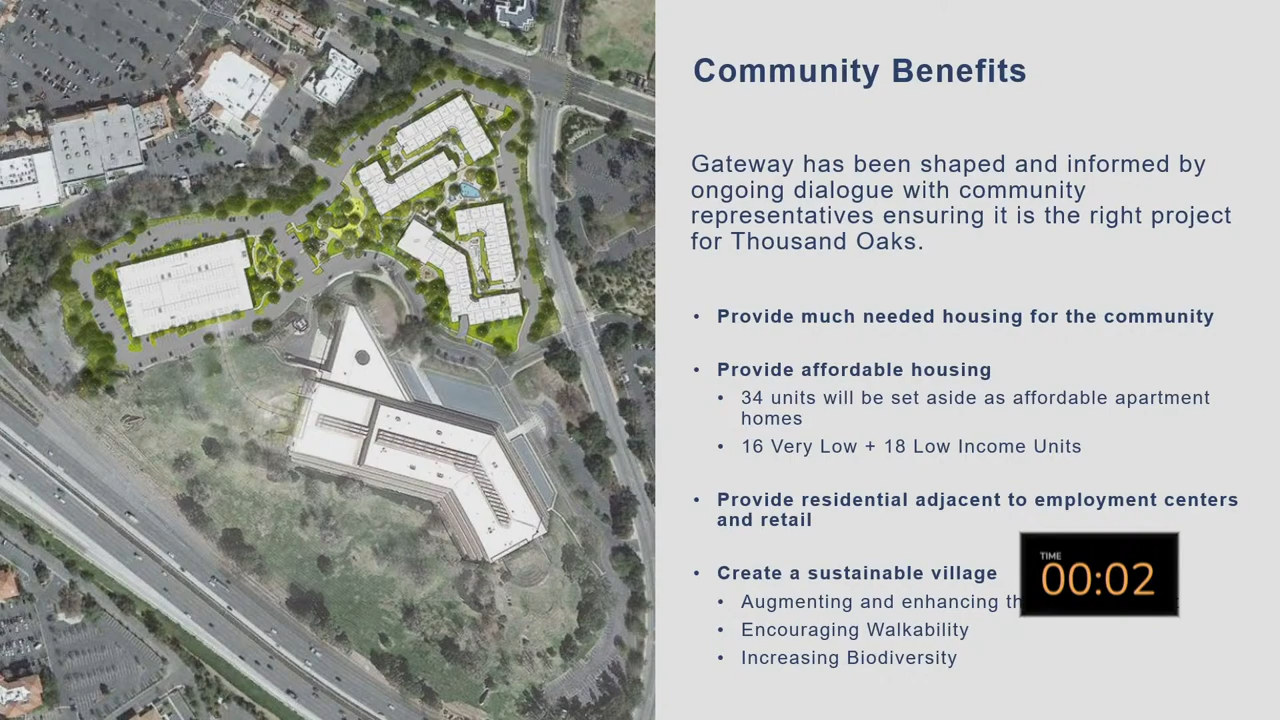 Community Benefits
Gateway has been shaped and informed by
ongoing dialogue with community
representatives ensuring it is the right project
for Thousand Oaks.
• Provide much needed housing for the community
• Provide affordable housing
• 34 units will be set aside as affordable apartment
homes
• 16 Very Low + 18 Low Income Units
• Provide residential adjacent to employment centers
and retail
• Create a sustainable village
• Augmenting and enhancing
• Encouraging Walkability
• Increasing Biodiversity
TIME
00:02